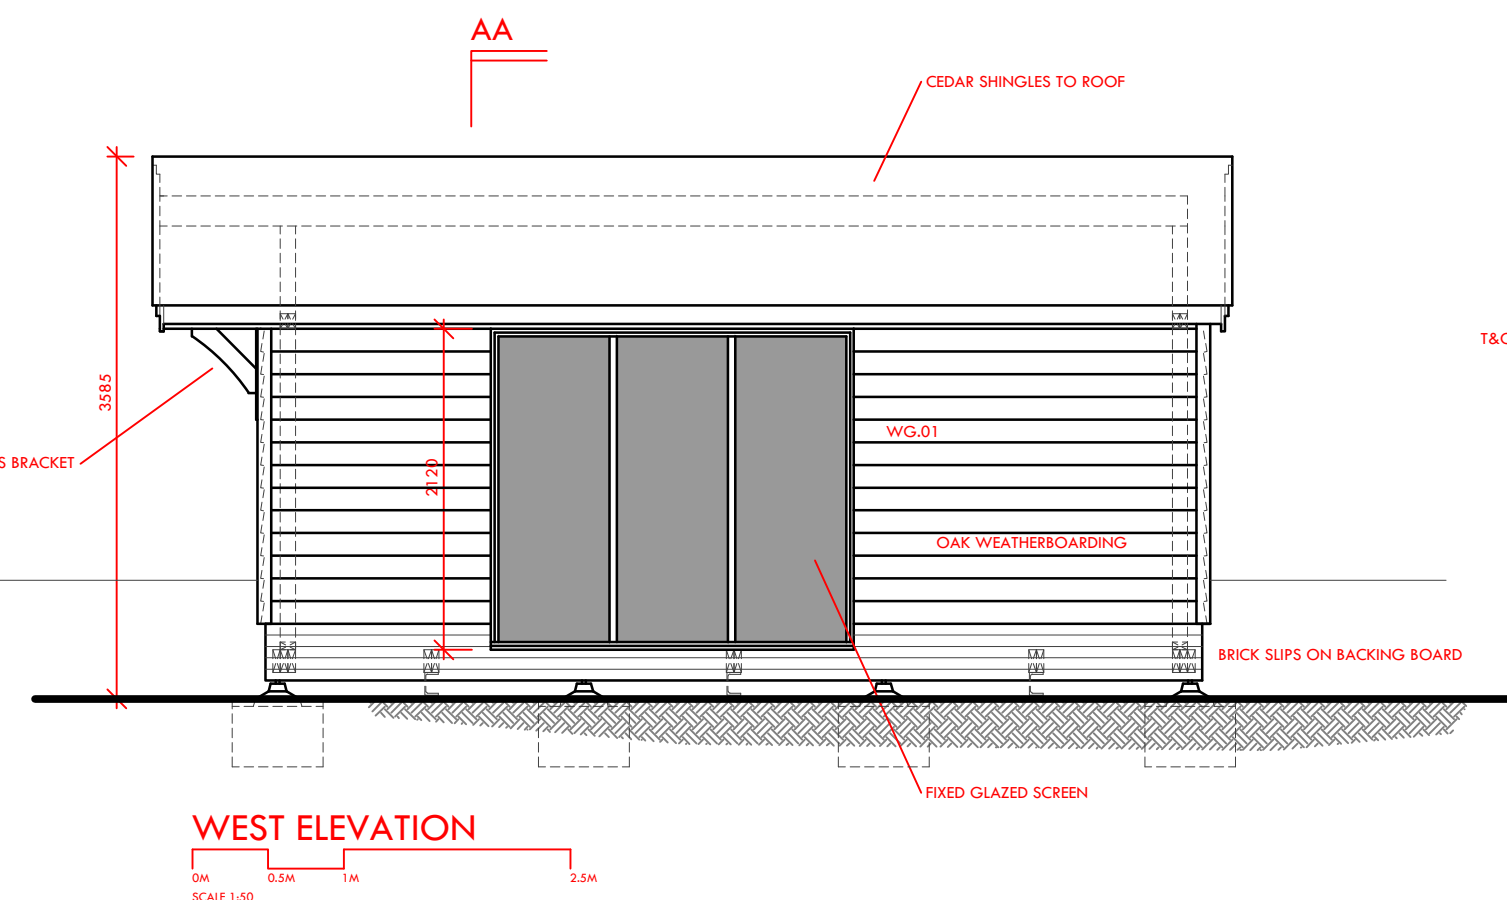 AA
CEDAR SHINGLES TO ROOF
3585
WG.01
S BRACKET
2120
OAK WEATHERBOARDING
BRICK SLIPS ON BACKING BOARD
FIXED GLAZED SCREEN
WEST ELEVATION
0M 0.5M 1M 2.5M
SCALE 1:50